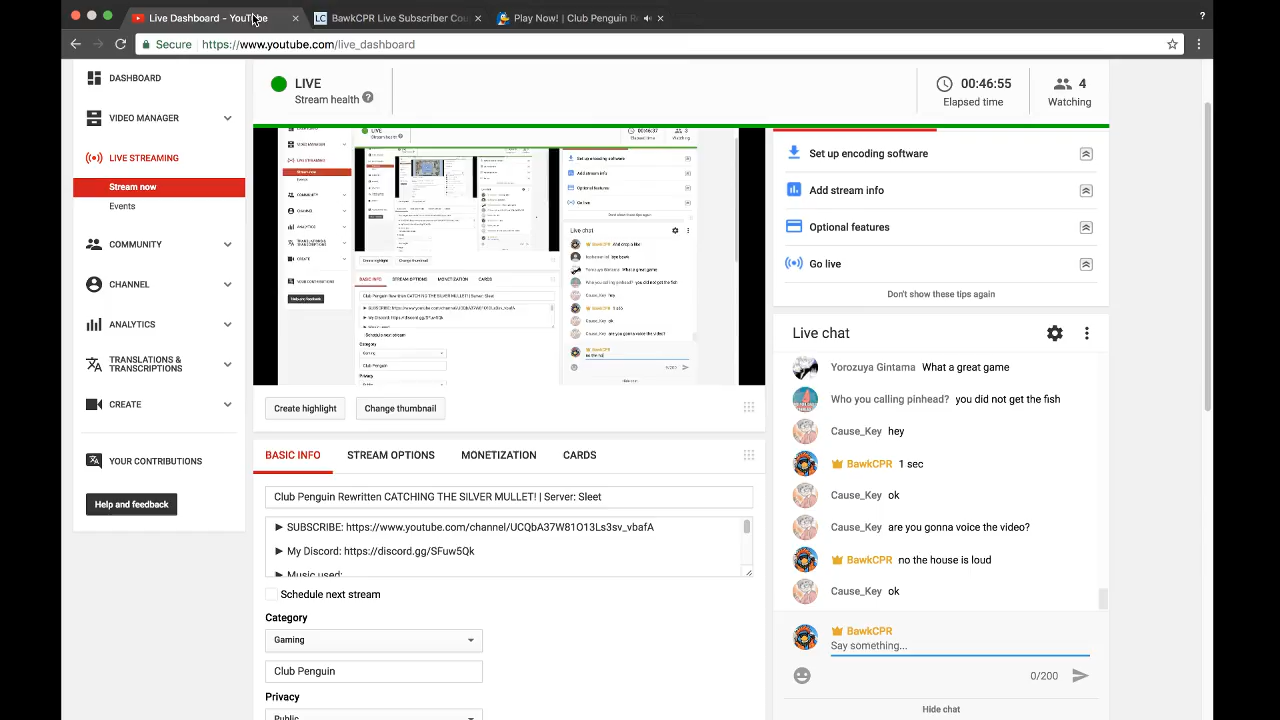 Live Dashboard - YouTube
BawkCPR Live Subscriber Cou
Play Now! | Club Penguin Re
?
Secure
https://www.youtube.com/live_dashboard
DASHBOARD
VIDEO MANAGER
LIVE STREAMING
Stream now
Events
COMMUNITY
CHANNEL
ANALYTICS
TRANSLATIONS &
TRANSCRIPTIONS
CREATE
YOUR CONTRIBUTIONS
Help and feedback
LIVE
Stream health ?
00:46:55
Elapsed time
4
Watching
Create highlight
Change thumbnail
BASIC INFO
STREAM OPTIONS
MONETIZATION
CARDS
Club Penguin Rewritten CATCHING THE SILVER MULLET! | Server: Sleet
► SUBSCRIBE: https://www.youtube.com/channel/UCQbA37W81O13Ls3sv_vbafA
► My Discord: https://discord.gg/SFuw5Qk
► Music used:
Schedule next stream
Category
Gaming
Club Penguin
Privacy
Public
Set up encoding software
Add stream info
Optional features
Go live
Don't show these tips again
Live chat
Yorozuya Gintama What a great game
Who you calling pinhead? you did not get the fish
Cause_Key hey
BawkCPR 1 sec
Cause_Key ok
Cause_Key are you gonna voice the video?
BawkCPR no the house is loud
Cause_Key ok
BawkCPR
Say something...
0/200
Hide chat